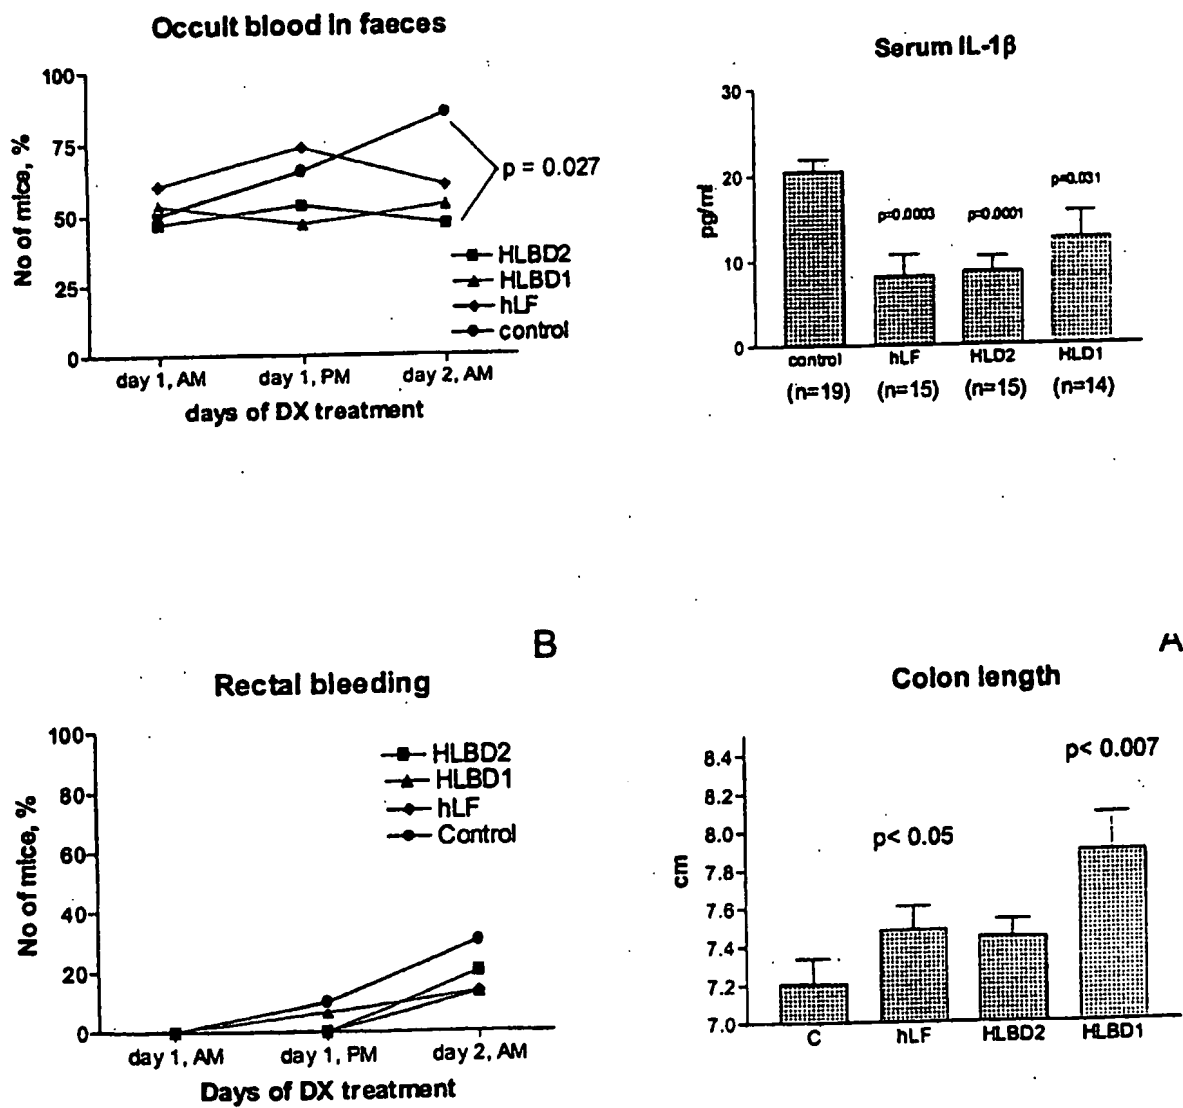 Occult blood in faeces
No of mice, %
100
75
50
25
0
p = 0.027
HLBD2
HLBD1
hLF
control
day 1, AM day 1, PM day 2, AM
days of DX treatment
Serum IL-1β
pg/ml
30
20
10
0
p=0.0003 p=0.0001 p=0.031
control hLF HLD2 HLD1
(n=19) (n=15) (n=15) (n=14)
B
Rectal bleeding
No of mice, %
100
80
60
40
20
0
HLBD2
HLBD1
hLF
Control
day 1, AM day 1, PM day 2, AM
Days of DX treatment
A
Colon length
cm
8.4
8.2
8.0
7.8
7.6
7.4
7.2
7.0
p< 0.05
p< 0.007
C hLF HLBD2 HLBD1